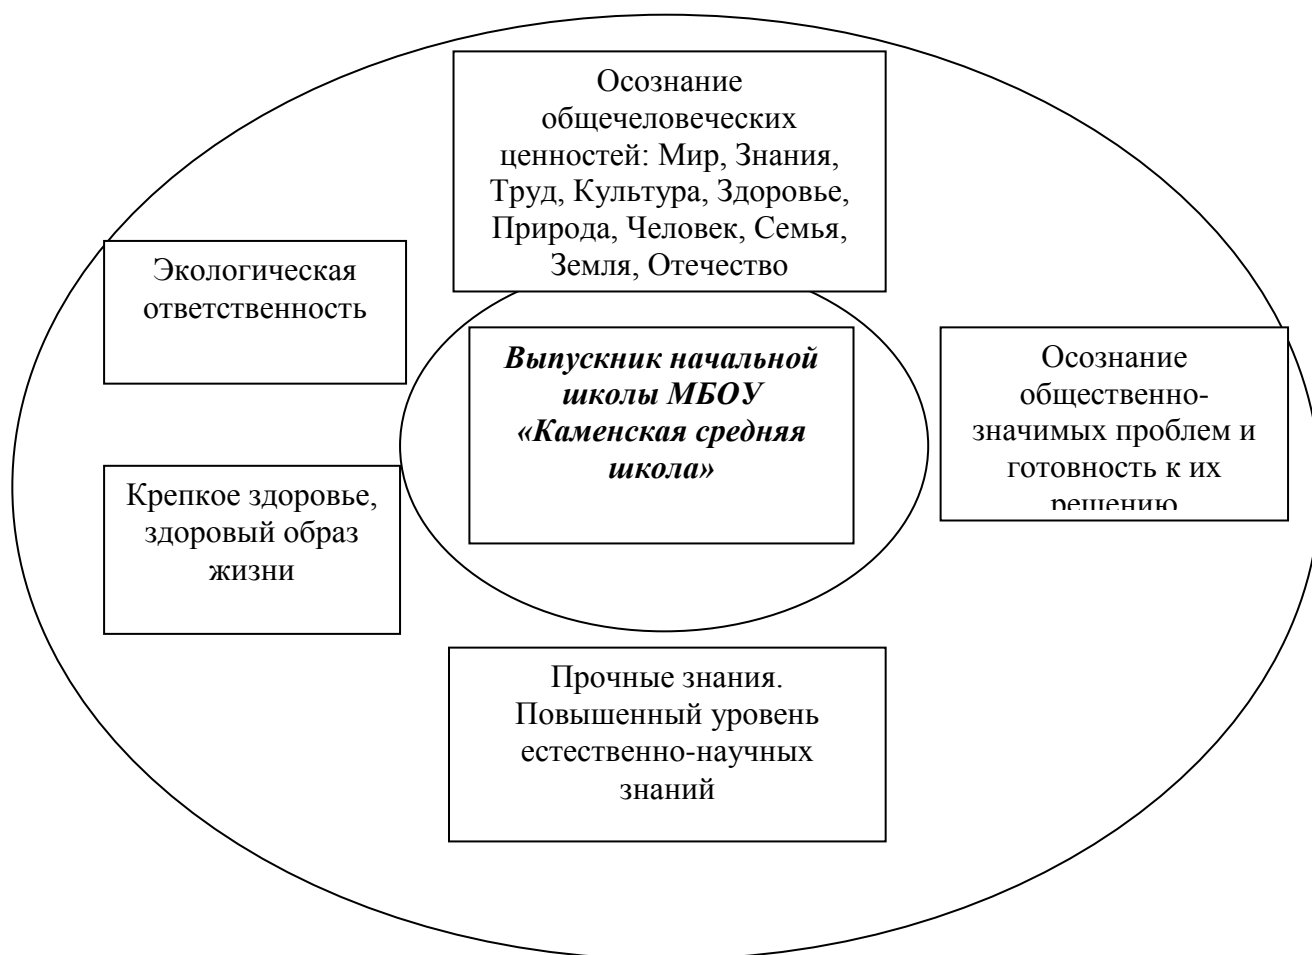 Осознание
общечеловеческих
ценностей: Мир, Знания,
Труд, Культура, Здоровье,
Природа, Человек, Семья,
Земля, Отечество
Экологическая
ответственность
Выпускник начальной
школы МБОУ
«Каменская средняя
школа»
Осознание
общественно-
значимых проблем и
готовность к их
решению
Крепкое здоровье,
здоровый образ
жизни
Прочные знания.
Повышенный уровень
естественно-научных
знаний